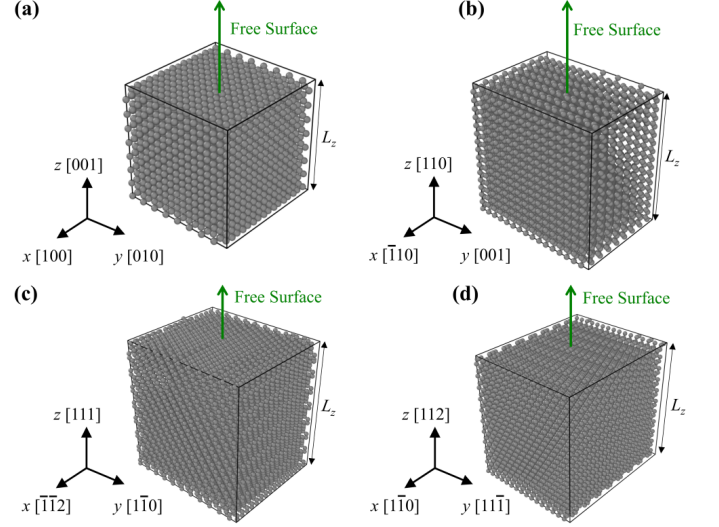 (a)
Free Surface
L_z
z [001]
x [100]
y [010]
(b)
Free Surface
L_z
z [110]
x [1̅10]
y [001]
(c)
Free Surface
L_z
z [111]
x [1̅1̅2]
y [11̅0]
(d)
Free Surface
L_z
z [112]
x [11̅0]
y [111̅]